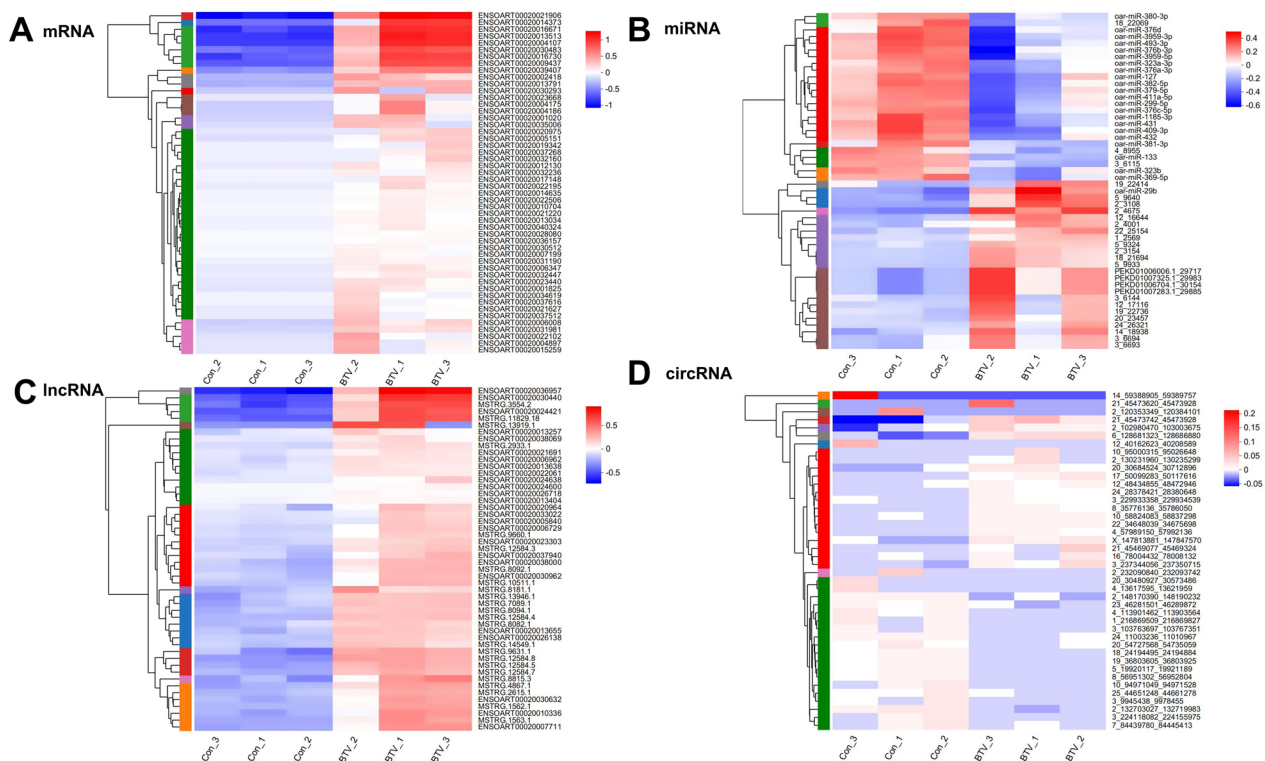 A
mRNA
ENSOART00020021906
ENSOART00020014373
ENSOART00020016671
ENSOART00020013513
ENSOART00020004107
ENSOART00020030483
ENSOART00020016730
ENSOART00020009437
ENSOART00020039407
ENSOART00020002418
ENSOART00020013791
ENSOART00020030293
ENSOART00020023668
ENSOART00020004175
ENSOART00020004186
ENSOART00020001020
ENSOART00020035006
ENSOART00020020975
ENSOART00020005151
ENSOART00020019342
ENSOART00020037268
ENSOART00020032160
ENSOART00020012130
ENSOART00020032236
ENSOART00020017148
ENSOART00020022195
ENSOART00020014635
ENSOART00020022506
ENSOART00020010704
ENSOART00020021220
ENSOART00020013034
ENSOART00020040324
ENSOART00020028080
ENSOART00020036157
ENSOART00020030512
ENSOART00020007199
ENSOART00020031190
ENSOART00020006347
ENSOART00020032447
ENSOART00020023440
ENSOART00020001825
ENSOART00020034619
ENSOART00020037616
ENSOART00020021627
ENSOART00020037512
ENSOART00020036008
ENSOART00020031981
ENSOART00020022102
ENSOART00020004897
ENSOART00020015259
1
0.5
0
-0.5
-1
Con_2
Con_1
Con_3
BTV_2
BTV_1
BTV_3
B
miRNA
oar-miR-380-3p
18_22069
oar-miR-376d
oar-miR-3959-3p
oar-miR-493-3p
oar-miR-376b-3p
oar-miR-3959-5p
oar-miR-323a-3p
oar-miR-376a-3p
oar-miR-127
oar-miR-382-5p
oar-miR-379-5p
oar-miR-411a-5p
oar-miR-299-5p
oar-miR-376c-5p
oar-miR-1185-3p
oar-miR-431
oar-miR-409-3p
oar-miR-432
oar-miR-381-3p
4_8955
oar-miR-133
3_6115
oar-miR-323b
oar-miR-369-5p
19_22414
oar-miR-29b
5_9640
2_3108
2_4675
12_16644
2_4001
22_25154
1_2569
5_9324
2_3154
18_21694
5_9933
PEKD01006006.1_29717
PEKD01007325.1_29983
PEKD01006704.1_30154
PEKD01007283.1_29885
3_6144
12_17116
19_22736
20_23457
24_26321
14_18938
3_6694
3_6693
0.4
0.2
0
-0.2
-0.4
-0.6
Con_3
Con_1
Con_2
BTV_2
BTV_1
BTV_3
C
lncRNA
ENSOART00020036957
ENSOART00020030440
MSTRG.3554.2
ENSOART00020024421
MSTRG.11829.18
MSTRG.13919.1
ENSOART00020013257
ENSOART00020038069
MSTRG.2933.1
ENSOART00020021691
ENSOART00020006962
ENSOART00020013638
ENSOART00020022061
ENSOART00020024638
ENSOART00020024600
ENSOART00020026718
ENSOART00020013404
ENSOART00020020964
ENSOART00020033022
ENSOART00020005840
ENSOART00020006729
MSTRG.9660.1
ENSOART00020023303
MSTRG.12584.3
ENSOART00020037940
ENSOART00020038000
MSTRG.8092.1
ENSOART00020030962
MSTRG.10511.1
MSTRG.8181.1
MSTRG.13946.1
MSTRG.7089.1
MSTRG.8094.1
MSTRG.12584.4
MSTRG.8082.1
ENSOART00020013655
ENSOART00020026138
MSTRG.14549.1
MSTRG.9631.1
MSTRG.12584.8
MSTRG.12584.5
MSTRG.12584.7
MSTRG.8815.3
MSTRG.4867.1
MSTRG.2615.1
ENSOART00020030632
MSTRG.1562.1
ENSOART00020010336
MSTRG.1563.1
ENSOART00020007711
0.5
0
-0.5
Con_3
Con_1
Con_2
BTV_2
BTV_1
BTV_3
D
circRNA
14_59388905_59389757
21_45473620_45473928
2_120353349_120384101
21_45473742_45473928
2_102980470_103003675
6_128681323_128686880
12_40162623_40208589
10_95000315_95026648
2_130231960_130235299
20_30684524_30712896
17_50099283_50117616
12_48434855_48472946
24_28378421_28380648
3_229933358_229934539
8_35776136_35786050
10_58824083_58837298
22_34648039_34675698
4_57989150_57992136
X_147813881_147847570
21_45469077_45469324
16_78004432_78008132
3_237344056_237350715
2_232090840_232093742
20_30480927_30573486
4_13617595_13621959
2_148170390_148190232
23_46281501_46289872
4_113901462_113903564
1_216869509_216869827
3_103763697_103767351
24_11003236_11010967
20_54727568_54735059
18_24194495_24194884
19_36803605_36803925
5_19920117_19921189
8_56951302_56952804
10_94971049_94971528
25_44651248_44661278
3_9945438_9978455
2_132703027_132719983
3_224118082_224155975
7_84439780_84445413
0.2
0.15
0.1
0.05
0
-0.05
Con_3
Con_1
Con_2
BTV_3
BTV_1
BTV_2